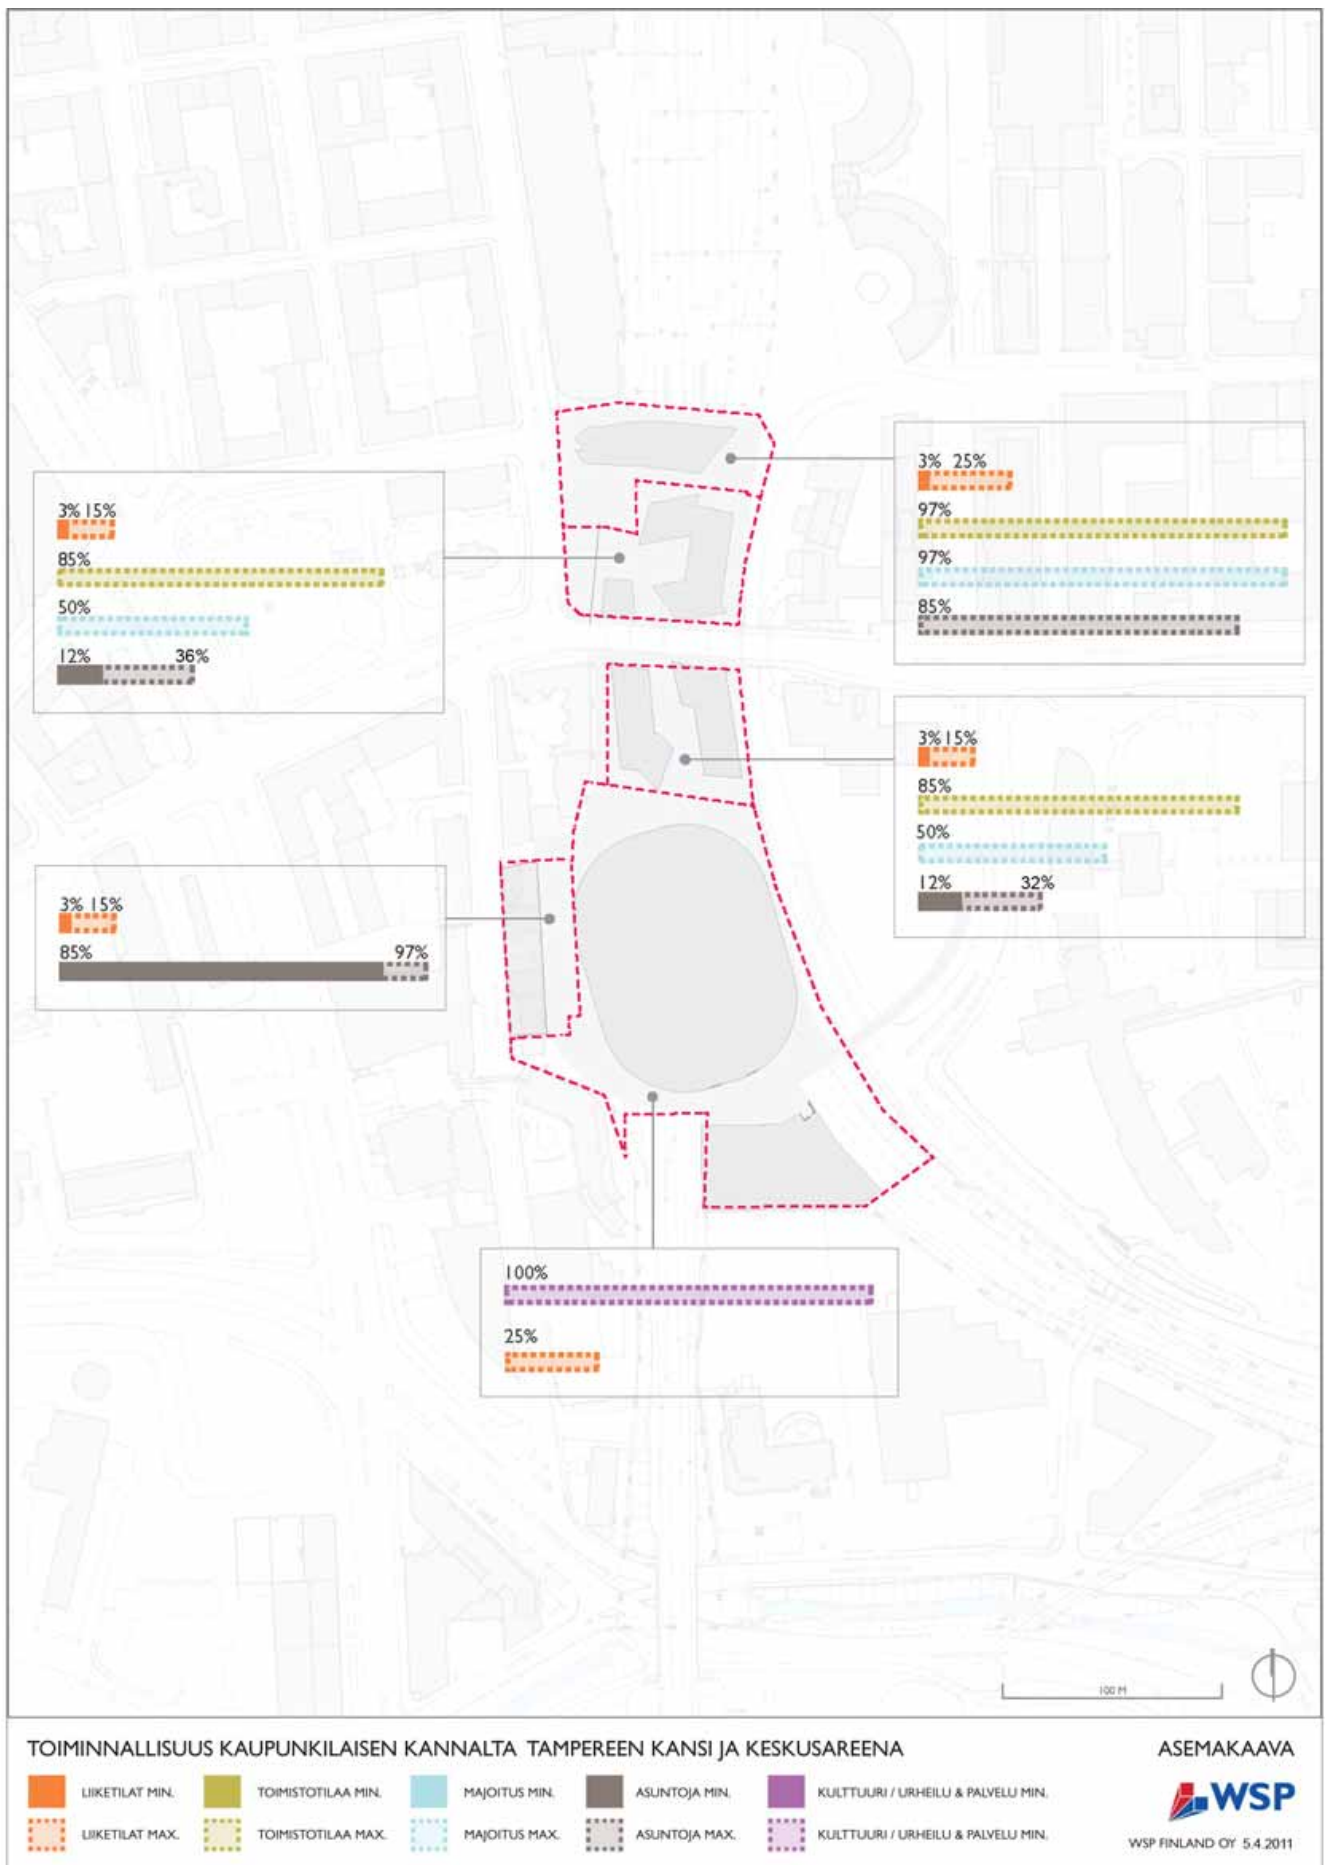 3% 25%
97%
97%
85%
3% 15%
85%
50%
12% 36%
3% 15%
85%
50%
12% 32%
3% 15%
85% 97%
100%
25%
100 M
TOIMINNALLISUUS KAUPUNKILAISEN KANNALTA TAMPEREEN KANSI JA KESKUSAREENA
ASEMAKAAVA
LIIKETILAT MIN. TOIMISTOTILAA MIN. MAJOITUS MIN. ASUNTOJA MIN. KULTTUURI / URHEILU & PALVELU MIN.
LIIKETILAT MAX. TOIMISTOTILAA MAX. MAJOITUS MAX. ASUNTOJA MAX. KULTTUURI / URHEILU & PALVELU MIN.
WSP
WSP FINLAND OY 5.4.2011